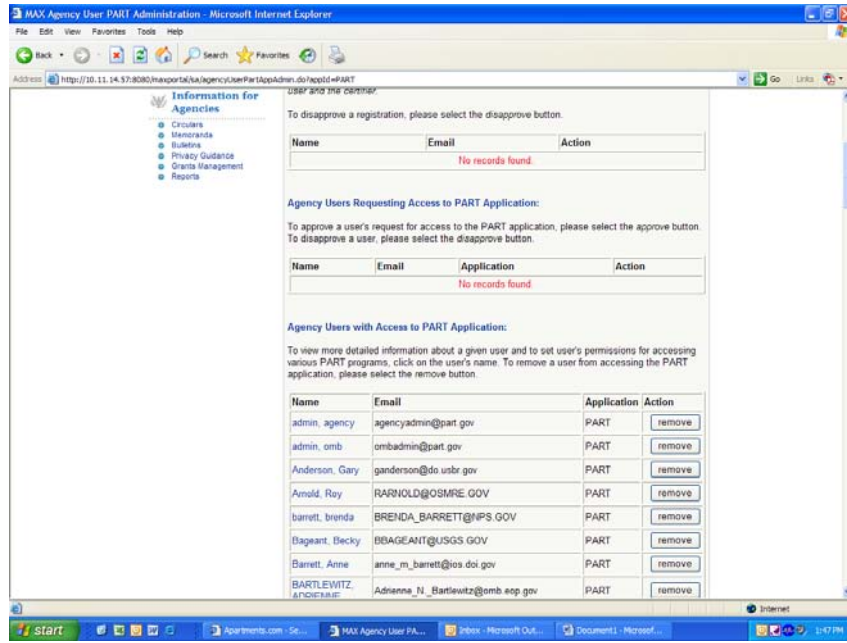 MAX Agency User PART Administration - Microsoft Internet Explorer
File Edit View Favorites Tools Help
Back Search Favorites
Address http://10.11.14.57:8080/maxportal/sa/agencyUserPartAppAdmin.do?appId=PART Go Links
Information for Agencies
Circulars
Memoranda
Bulletins
Privacy Guidance
Grants Management
Reports
user and the certifier.
To disapprove a registration, please select the disapprove button.
Name Email Action
No records found.
Agency Users Requesting Access to PART Application:
To approve a user's request for access to the PART application, please select the approve button.
To disapprove a user, please select the disapprove button.
Name Email Application Action
No records found.
Agency Users with Access to PART Application:
To view more detailed information about a given user and to set user's permissions for accessing
various PART programs, click on the user's name. To remove a user from accessing the PART
application, please select the remove button.
Name Email Application Action
admin, agency agencyadmin@part.gov PART remove
admin, omb ombadmin@part.gov PART remove
Anderson, Gary ganderson@do.usbr.gov PART remove
Arnold, Roy RARNOLD@OSMRE.GOV PART remove
barrett, brenda BRENDA_BARRETT@NPS.GOV PART remove
Bageant, Becky BBAGEANT@USGS.GOV PART remove
Barrett, Anne anne_m_barrett@ios.doi.gov PART remove
BARTLEWITZ, ADRIENNE Adrienne_N._Bartlewitz@omb.eop.gov PART remove
Internet
start Apartments.com - Se... MAX Agency User PA... Inbox - Microsoft Out... Document1 - Microsof... 1:47 PM